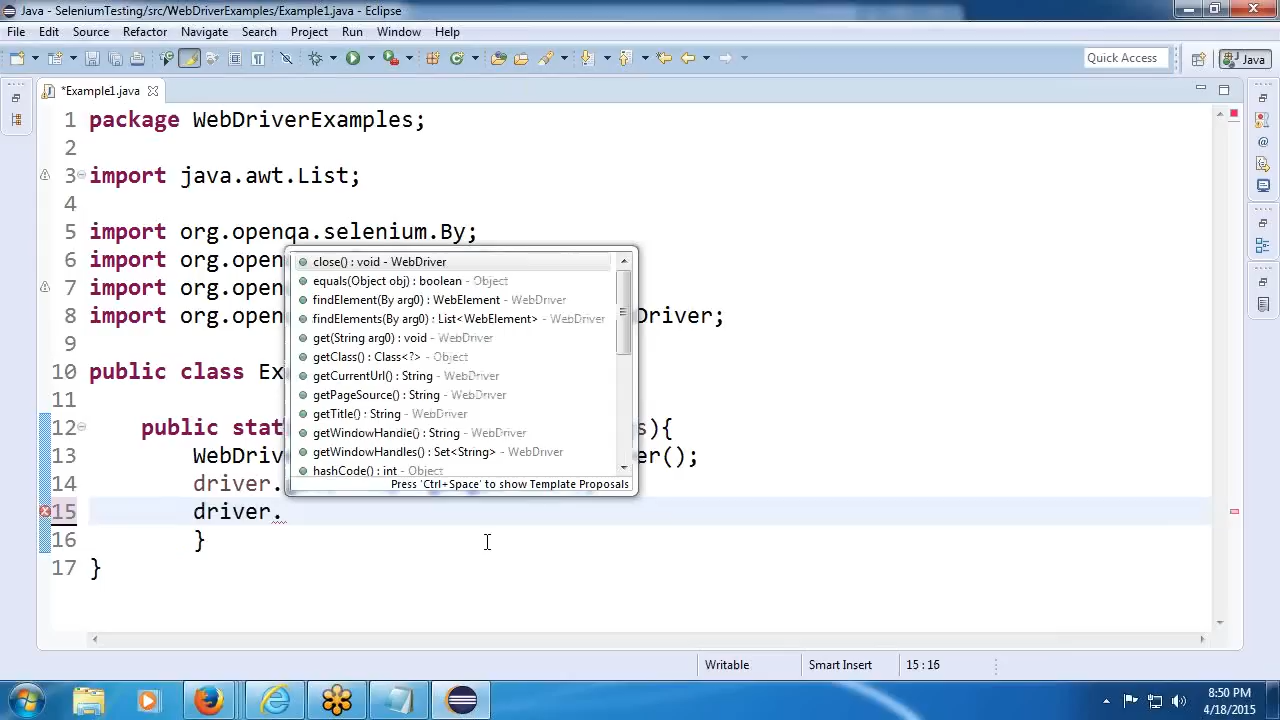 Java - SeleniumTesting/src/WebDriverExamples/Example1.java - Eclipse
File Edit Source Refactor Navigate Search Project Run Window Help
Quick Access
Java
*Example1.java
1 package WebDriverExamples;
2
3 import java.awt.List;
4
5 import org.openqa.selenium.By;
6 import org.open
7 import org.open
8 import org.open Driver;
9
10 public class Ex
11
12 public stat s){
13 WebDriv er();
14 driver.
15 driver.
16 }
17 }
close() : void - WebDriver
equals(Object obj) : boolean - Object
findElement(By arg0) : WebElement - WebDriver
findElements(By arg0) : List<WebElement> - WebDriver
get(String arg0) : void - WebDriver
getClass() : Class<?> - Object
getCurrentUrl() : String - WebDriver
getPageSource() : String - WebDriver
getTitle() : String - WebDriver
getWindowHandle() : String - WebDriver
getWindowHandles() : Set<String> - WebDriver
hashCode() : int - Object
Press 'Ctrl+Space' to show Template Proposals
Writable Smart Insert 15 : 16
8:50 PM
4/18/2015